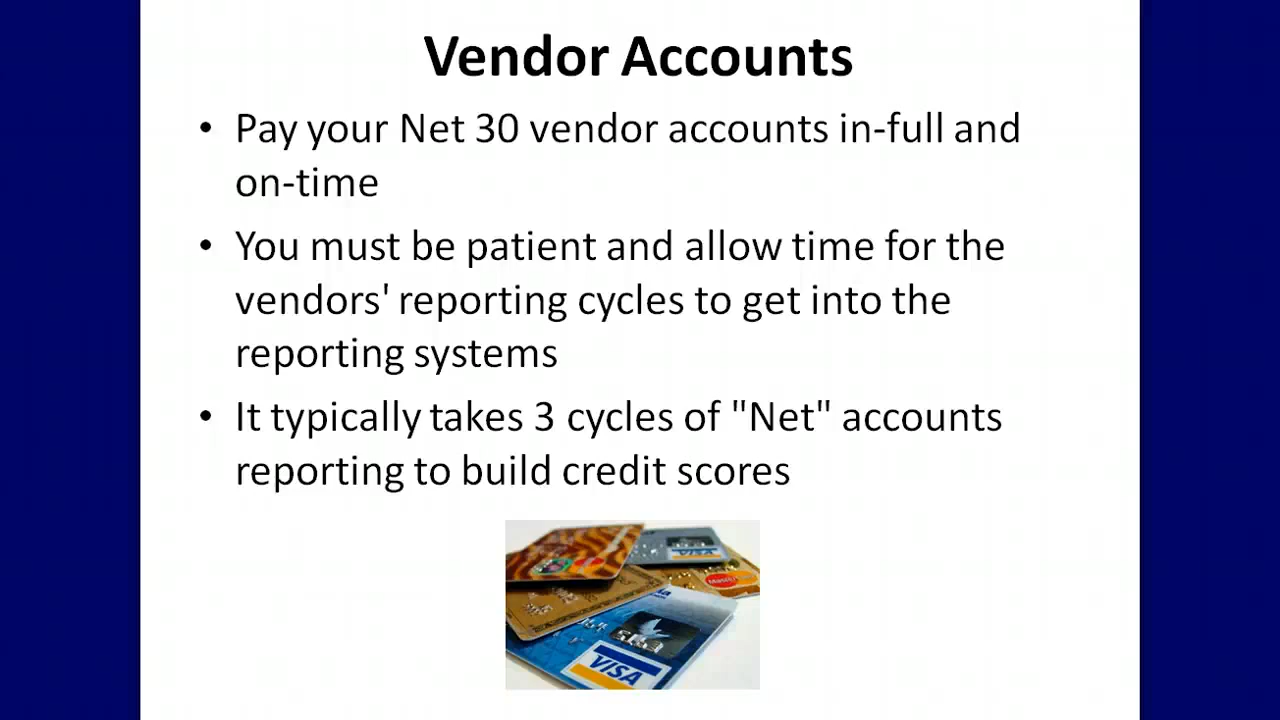 Vendor Accounts
• Pay your Net 30 vendor accounts in-full and
on-time
• You must be patient and allow time for the
vendors' reporting cycles to get into the
reporting systems
• It typically takes 3 cycles of "Net" accounts
reporting to build credit scores
VISA
MasterCard
VISA